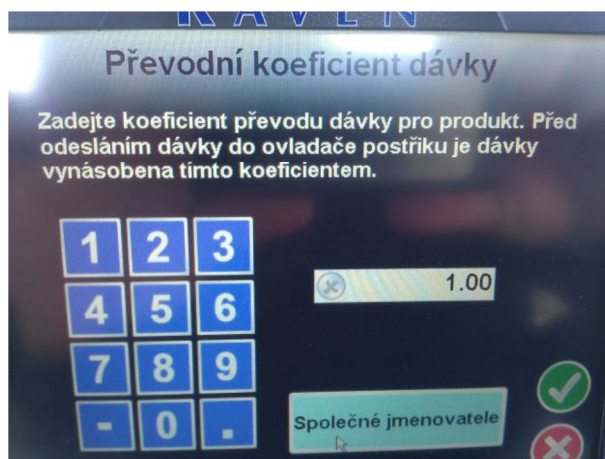 RAVEN
Převodní koeficient dávky
Zadejte koeficient převodu dávky pro produkt. Před
odesláním dávky do ovladače postřiku je dávky
vynásobena tímto koeficientem.
1 2 3
1.00
4 5 6
7 8 9
- 0 .
Společné jmenovatele